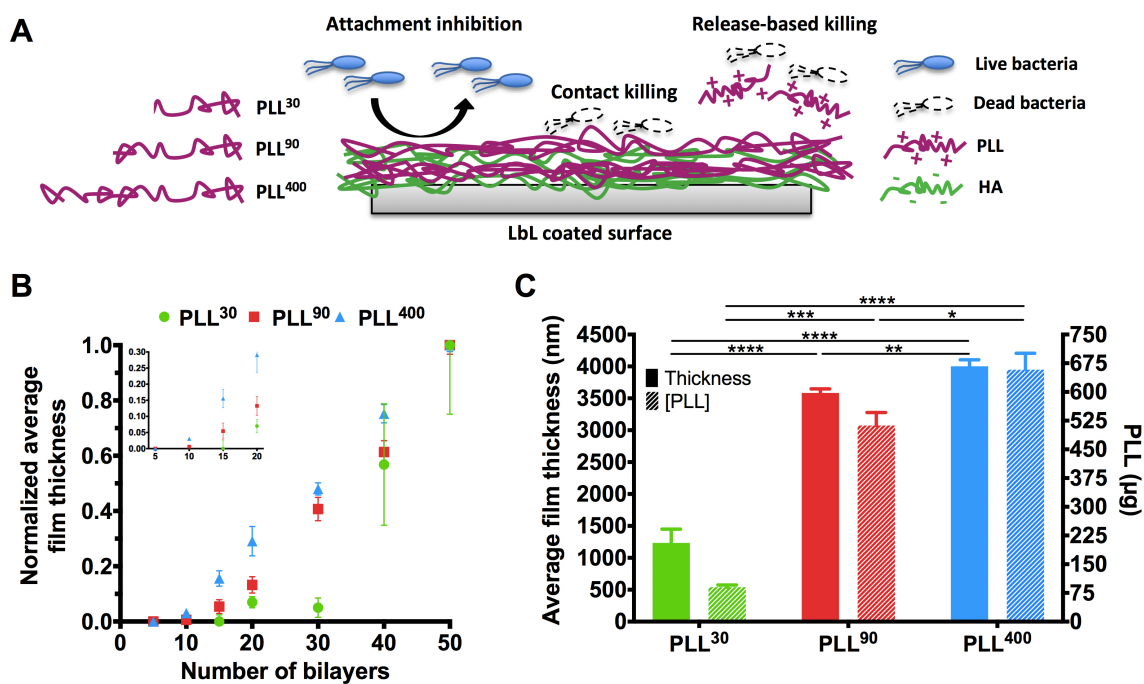 A
Attachment inhibition
Release-based killing
Contact killing
Live bacteria
Dead bacteria
PLL
HA
PLL³⁰
PLL⁹⁰
PLL⁴⁰⁰
LbL coated surface
B
PLL³⁰ PLL⁹⁰ PLL⁴⁰⁰
Normalized average
film thickness
1.0
0.8
0.6
0.4
0.2
0.0
0.30
0.25
0.20
0.15
0.10
0.05
0.00
5 10 15 20
0 10 20 30 40 50
Number of bilayers
C
****
*** *
****
**** **
Thickness
[PLL]
Average film thickness (nm)
4500
4000
3500
3000
2500
2000
1500
1000
500
0
750
675
600
525
450
375
300
225
150
75
0
PLL (µg)
PLL³⁰ PLL⁹⁰ PLL⁴⁰⁰